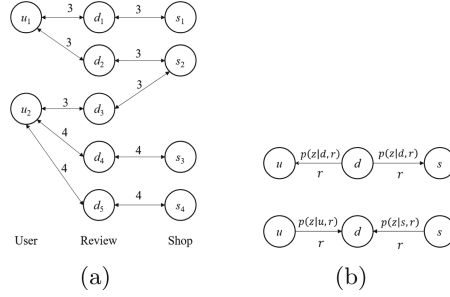 u₁ 3 d₁ 3 s₁
3
d₂ 3 s₂
3
u₂ 3 d₃
4
d₄ 4 s₃
4
d₅ 4 s₄
User Review Shop
(a)
p(z|d,r) p(z|d,r)
u d s
r r
p(z|u,r) p(z|s,r)
u d s
r r
(b)